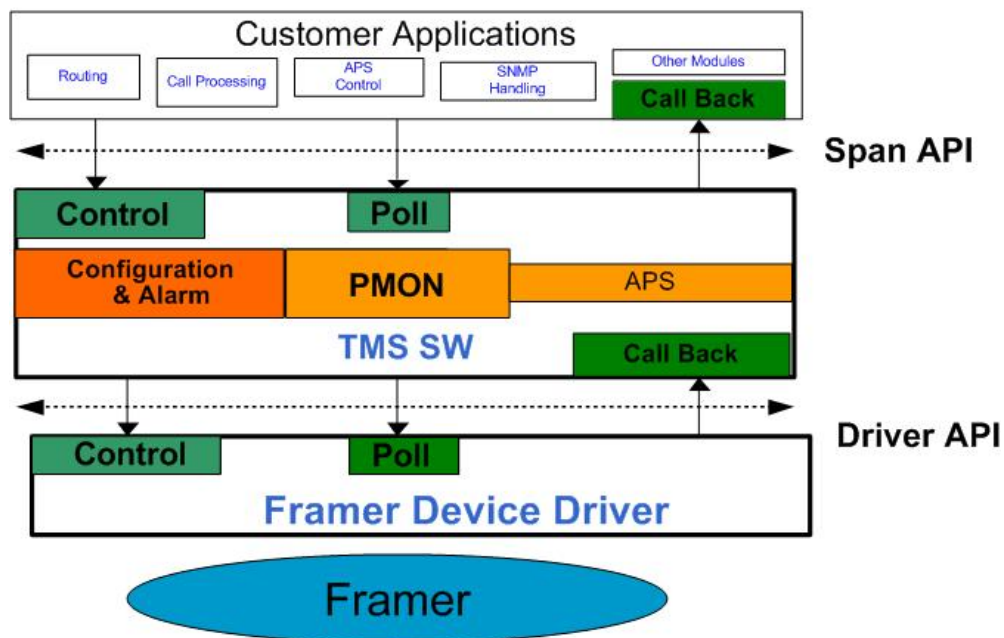 Customer Applications
Routing
Call Processing
APS
Control
SNMP
Handling
Other Modules
Call Back
Span API
Control
Poll
Configuration
& Alarm
PMON
APS
TMS SW
Call Back
Driver API
Control
Poll
Framer Device Driver
Framer